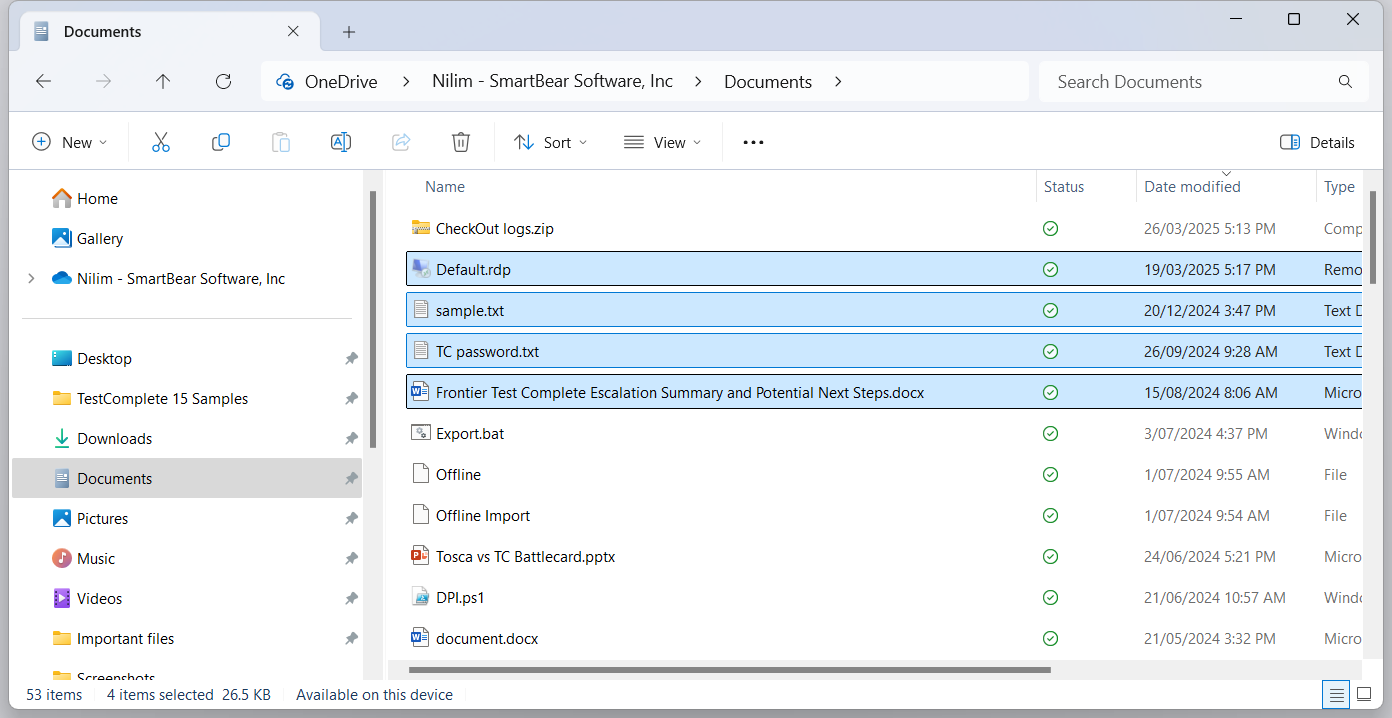 Documents
OneDrive > Nilim - SmartBear Software, Inc > Documents > Search Documents
New Sort View ••• Details
Home
Gallery
Nilim - SmartBear Software, Inc
Desktop
TestComplete 15 Samples
Downloads
Documents
Pictures
Music
Videos
Important files
Screenshots
Name Status Date modified Type
CheckOut logs.zip 26/03/2025 5:13 PM Comp
Default.rdp 19/03/2025 5:17 PM Remo
sample.txt 20/12/2024 3:47 PM Text D
TC password.txt 26/09/2024 9:28 AM Text D
Frontier Test Complete Escalation Summary and Potential Next Steps.docx 15/08/2024 8:06 AM Micro
Export.bat 3/07/2024 4:37 PM Windo
Offline 1/07/2024 9:55 AM File
Offline Import 1/07/2024 9:54 AM File
Tosca vs TC Battlecard.pptx 24/06/2024 5:21 PM Micro
DPI.ps1 21/06/2024 10:57 AM Windo
document.docx 21/05/2024 3:32 PM Micro
53 items 4 items selected 26.5 KB Available on this device